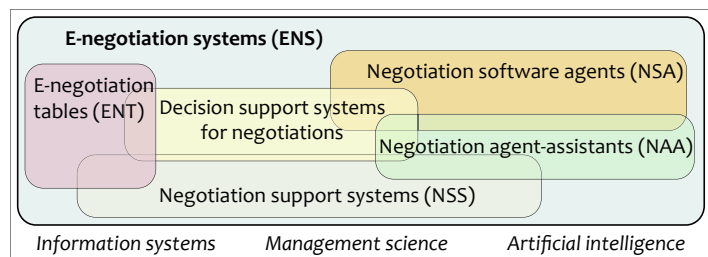 E-negotiation systems (ENS)
E-negotiation
tables (ENT)
Decision support systems
for negotiations
Negotiation software agents (NSA)
Negotiation agent-assistants (NAA)
Negotiation support systems (NSS)
Information systems
Management science
Artificial intelligence